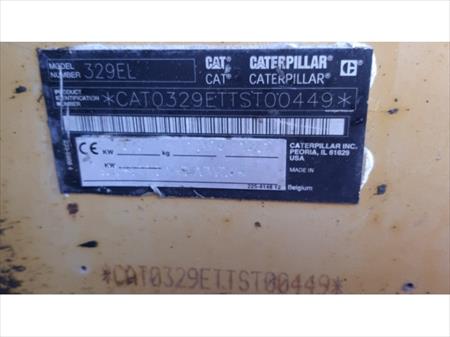 MODEL NUMBER 329EL
CAT® CATERPILLAR®
CAT® CATERPILLAR®
PRODUCT IDENTIFICATION NUMBER *CAT0329ETTST00449*
CE KW kg
KW
CATERPILLAR INC.
PEORIA, IL 61629
USA
MADE IN
Belgium
*CAT0329ETTST00449*